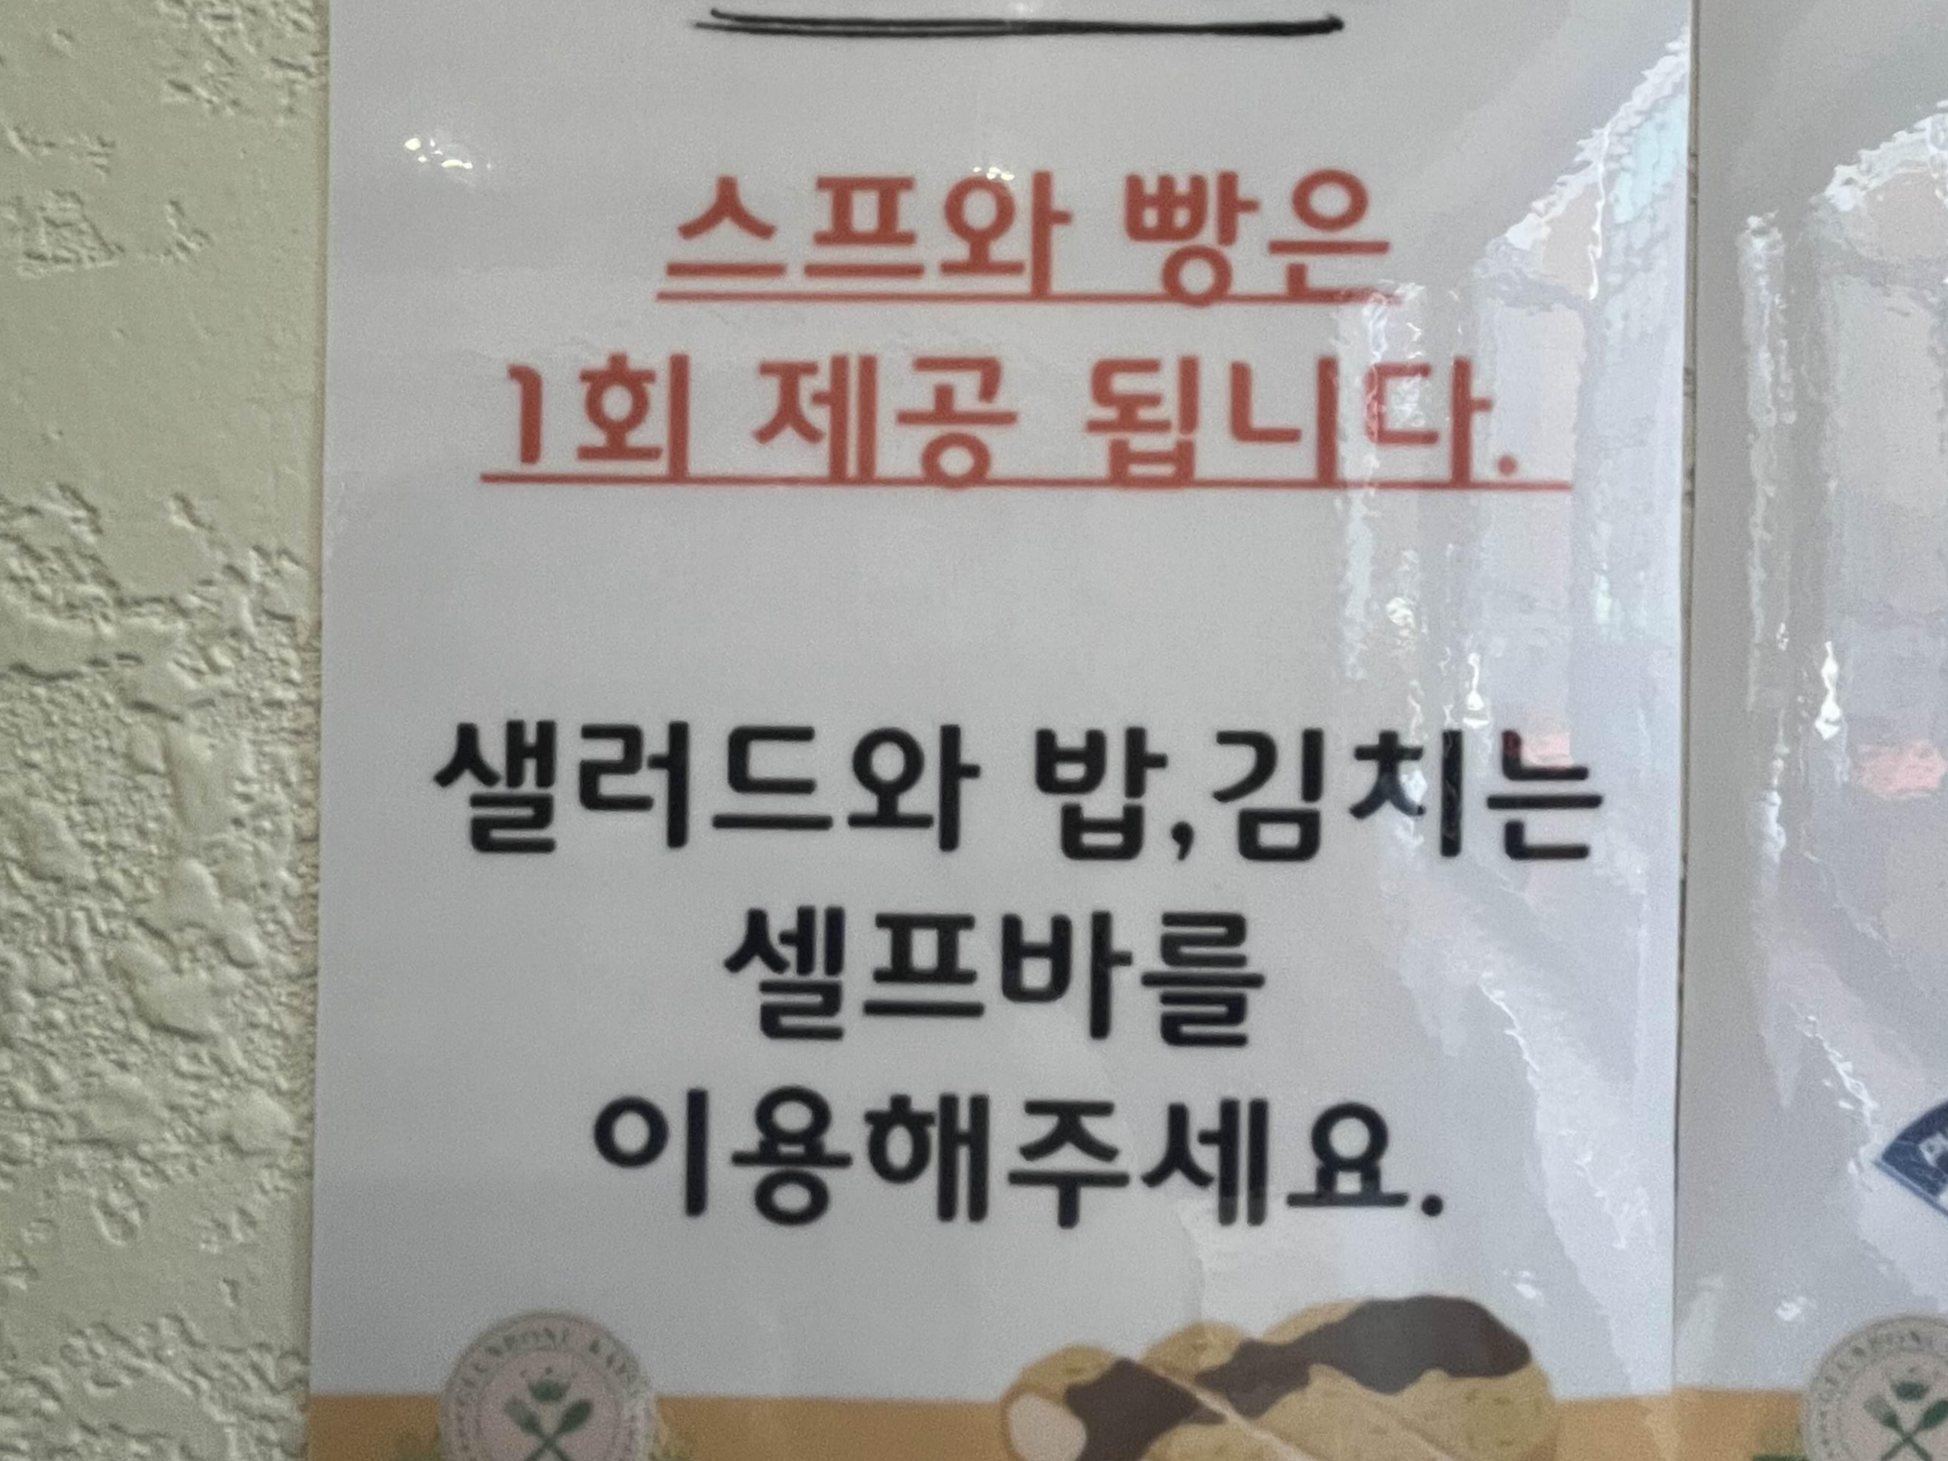 스프와 빵은
1회 제공 됩니다.
샐러드와 밥,김치는
셀프바를
이용해주세요.